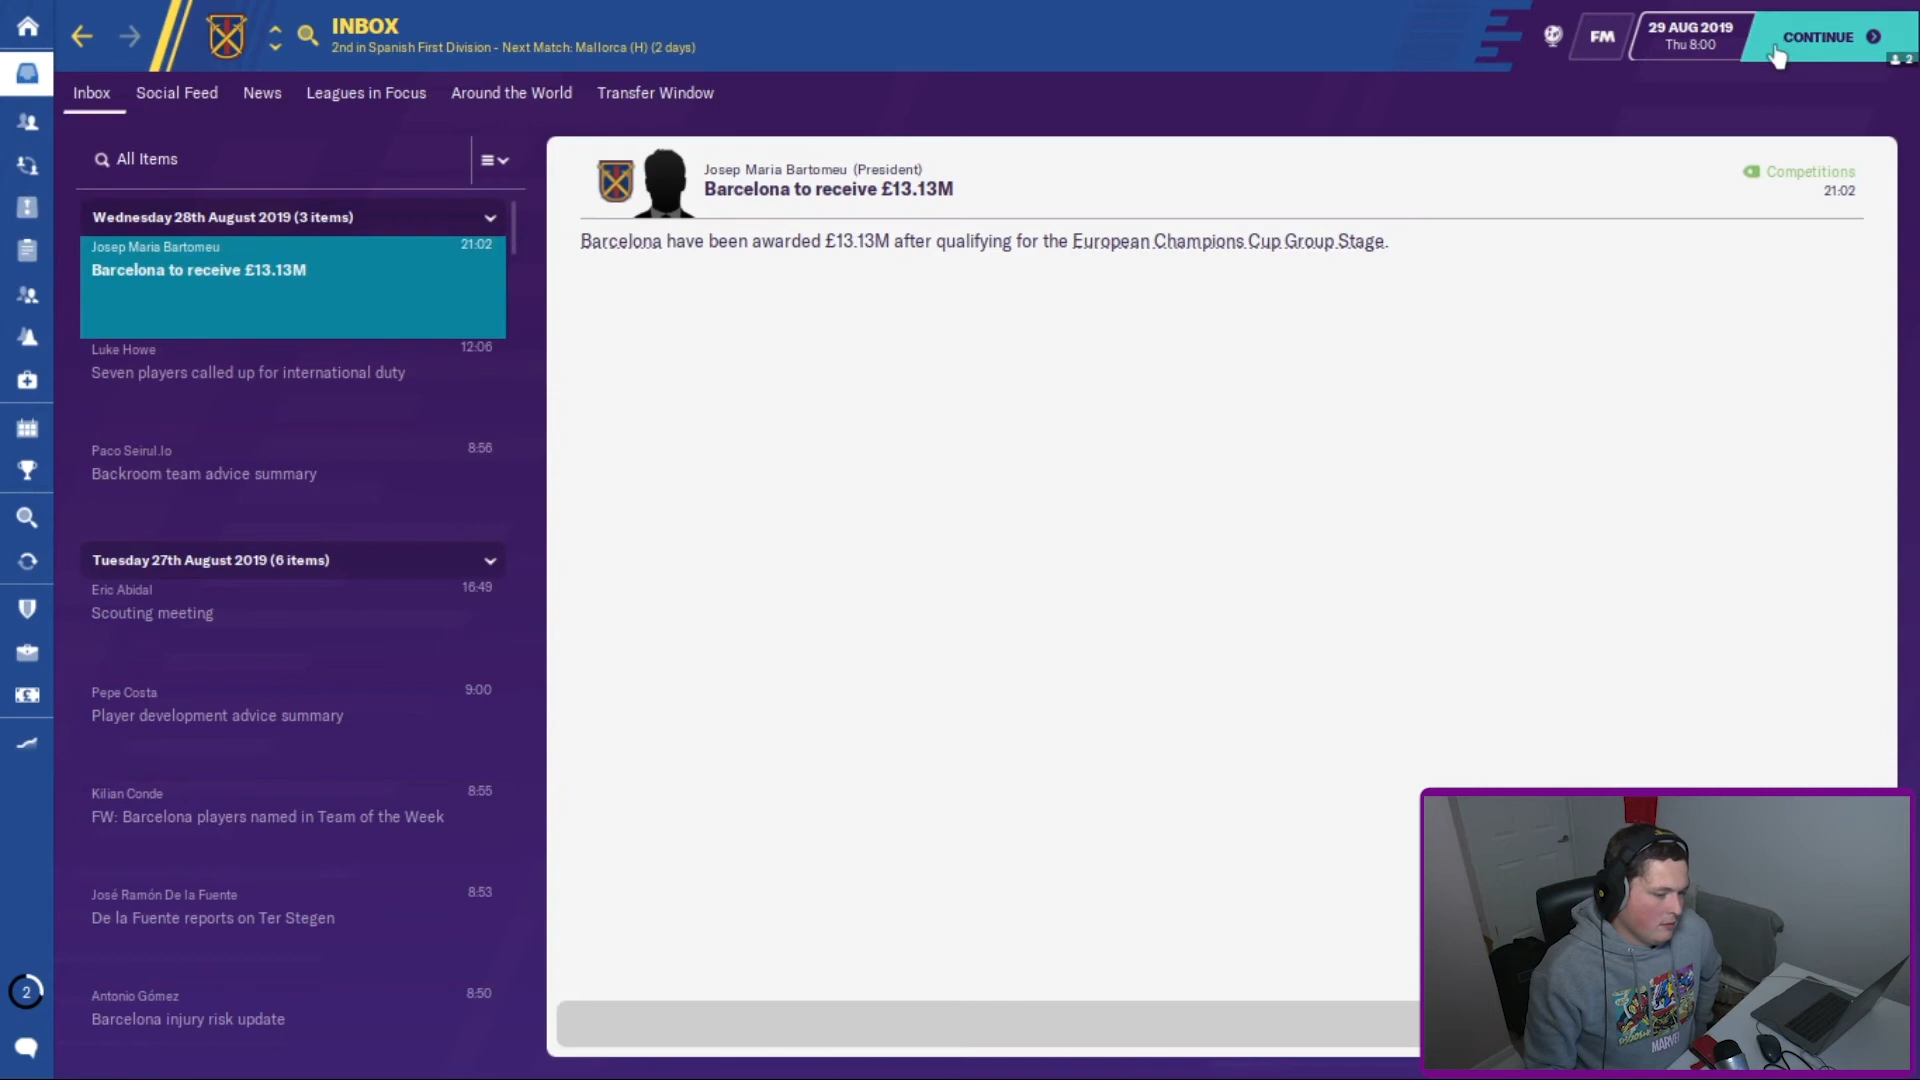 INBOX
2nd in Spanish First Division - Next Match: Mallorca (H) (2 days)
FM
29 AUG 2019
Thu 8:00
CONTINUE
2
Inbox
Social Feed
News
Leagues in Focus
Around the World
Transfer Window
All Items
Wednesday 28th August 2019 (3 items)
Josep Maria Bartomeu
21:02
Barcelona to receive £13.13M
Luke Howe
12:06
Seven players called up for international duty
Paco Seirul.lo
8:56
Backroom team advice summary
Tuesday 27th August 2019 (6 items)
Eric Abidal
16:49
Scouting meeting
Pepe Costa
9:00
Player development advice summary
Kilian Conde
8:55
FW: Barcelona players named in Team of the Week
José Ramón De la Fuente
8:53
De la Fuente reports on Ter Stegen
Antonio Gómez
8:50
Barcelona injury risk update
2
Josep Maria Bartomeu (President)
Barcelona to receive £13.13M
Competitions
21:02
Barcelona have been awarded £13.13M after qualifying for the European Champions Cup Group Stage.
MARVEL